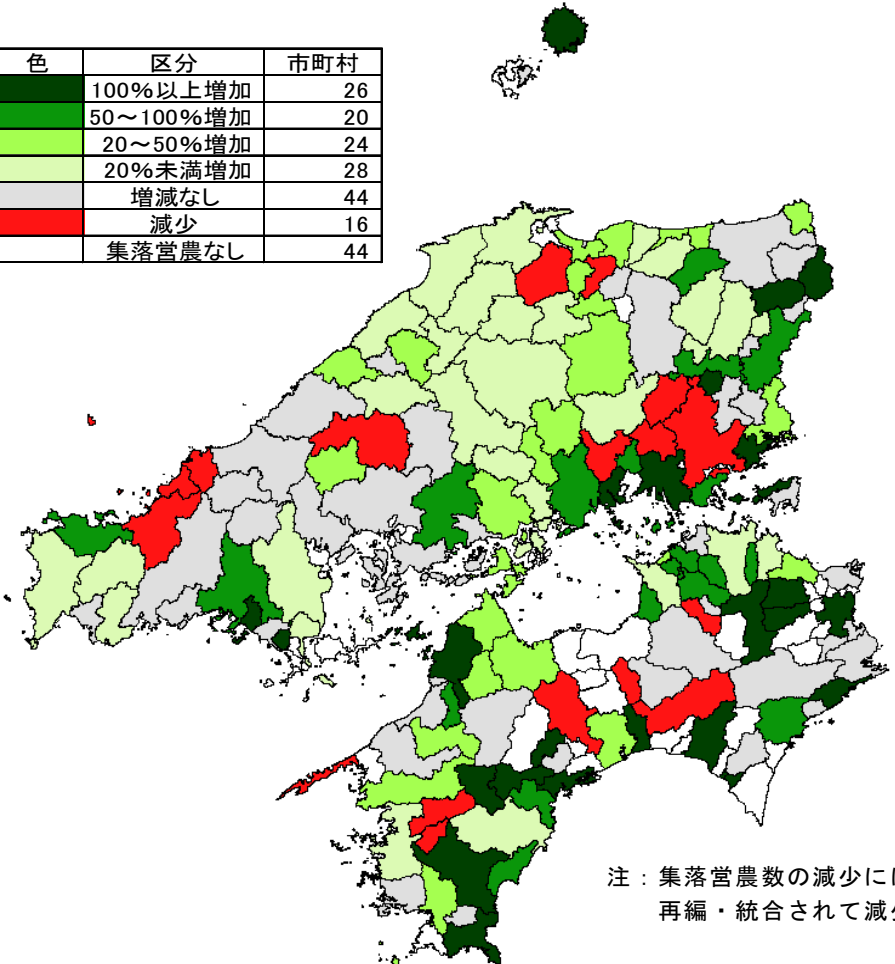 色 区分 市町村
100%以上増加 26
50～100%増加 20
20～50%増加 24
20%未満増加 28
増減なし 44
減少 16
集落営農なし 44
注：集落営農数の減少に
再編・統合されて減